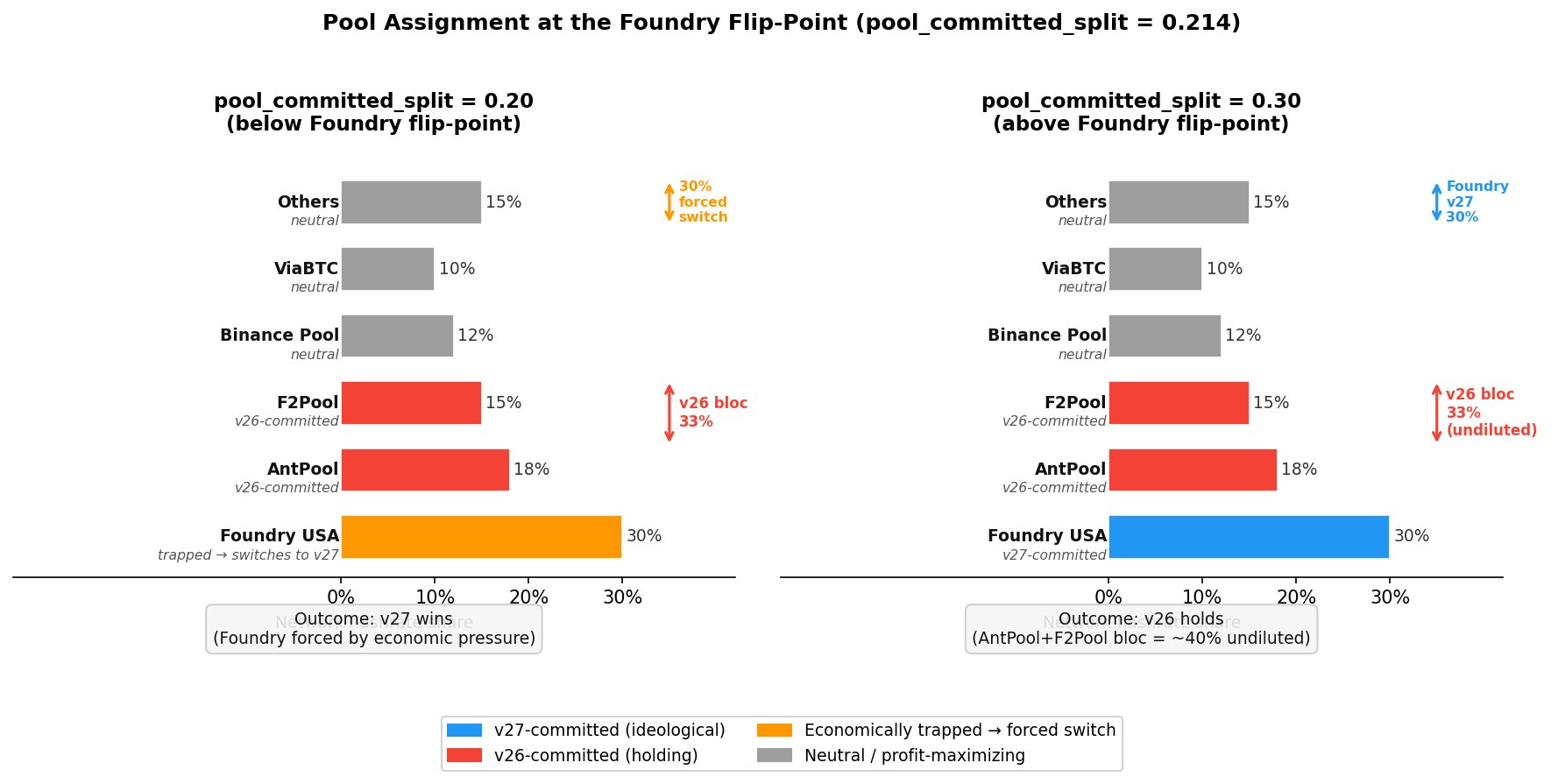 Pool Assignment at the Foundry Flip-Point (pool_committed_split = 0.214)
pool_committed_split = 0.20
(below Foundry flip-point)
Others
neutral
15%
30%
forced
switch
ViaBTC
neutral
10%
Binance Pool
neutral
12%
F2Pool
v26-committed
15%
v26 bloc
33%
AntPool
v26-committed
18%
Foundry USA
trapped → switches to v27
30%
0% 10% 20% 30%
Network hashrate share
Outcome: v27 wins
(Foundry forced by economic pressure)
pool_committed_split = 0.30
(above Foundry flip-point)
Others
neutral
15%
Foundry
v27
30%
ViaBTC
neutral
10%
Binance Pool
neutral
12%
F2Pool
v26-committed
15%
v26 bloc
33%
(undiluted)
AntPool
v26-committed
18%
Foundry USA
v27-committed
30%
0% 10% 20% 30%
Network hashrate share
Outcome: v26 holds
(AntPool+F2Pool bloc = ~40% undiluted)
v27-committed (ideological)
v26-committed (holding)
Economically trapped → forced switch
Neutral / profit-maximizing